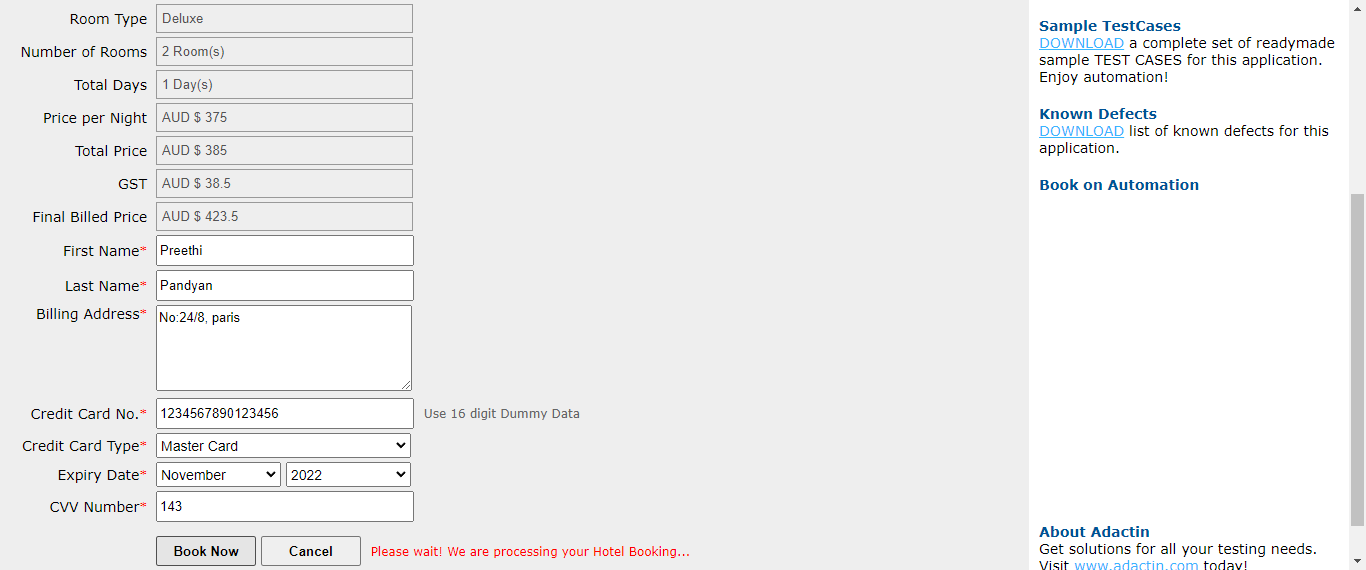 Room Type Deluxe
Number of Rooms 2 Room(s)
Total Days 1 Day(s)
Price per Night AUD $ 375
Total Price AUD $ 385
GST AUD $ 38.5
Final Billed Price AUD $ 423.5
First Name* Preethi
Last Name* Pandyan
Billing Address* No:24/8, paris
Credit Card No.* 1234567890123456 Use 16 digit Dummy Data
Credit Card Type* Master Card
Expiry Date* November 2022
CVV Number* 143
Book Now Cancel Please wait! We are processing your Hotel Booking...
Sample TestCases
DOWNLOAD a complete set of readymade
sample TEST CASES for this application.
Enjoy automation!
Known Defects
DOWNLOAD list of known defects for this
application.
Book on Automation
About Adactin
Get solutions for all your testing needs.
Visit www.adactin.com today!